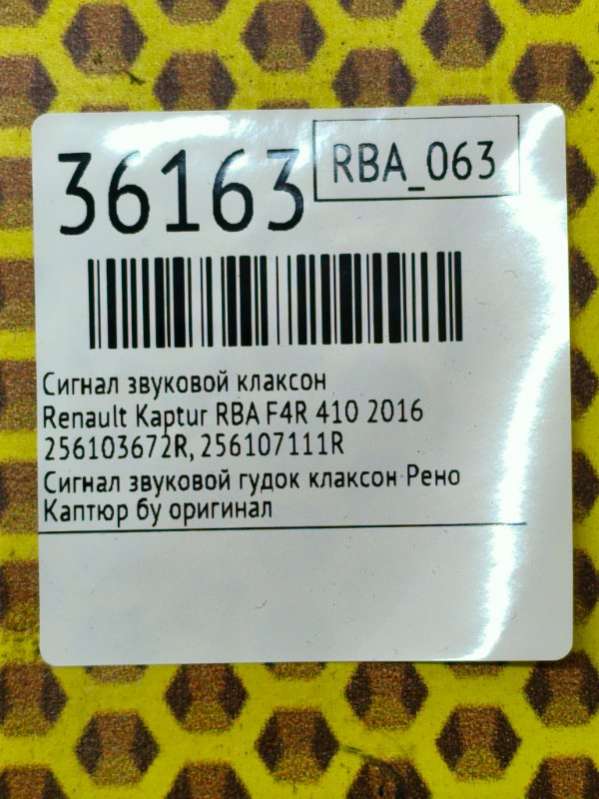 36163
RBA_063
Сигнал звуковой клаксон
Renault Kaptur RBA F4R 410 2016
256103672R, 256107111R
Сигнал звуковой гудок клаксон Рено
Каптюр бу оригинал